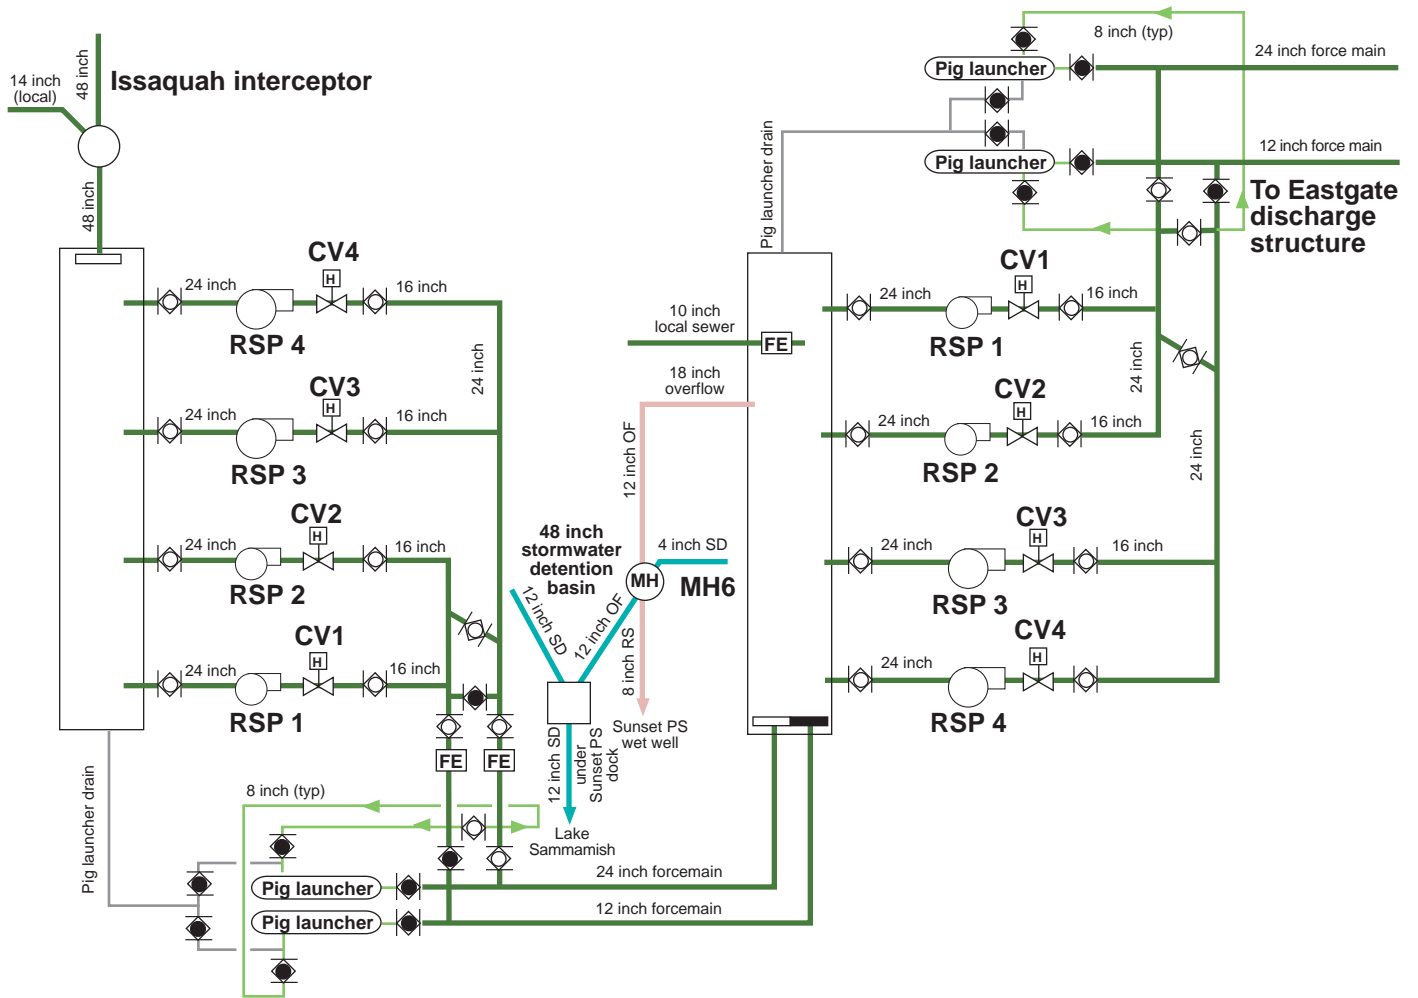 14 inch
(local)
48 inch
Issaquah interceptor
48 inch
CV4
H
24 inch
16 inch
RSP 4
CV3
H
24 inch
16 inch
RSP 3
24 inch
CV2
H
24 inch
16 inch
RSP 2
CV1
H
24 inch
16 inch
RSP 1
FE
FE
Pig launcher drain
8 inch (typ)
Pig launcher
Pig launcher
24 inch forcemain
12 inch forcemain
10 inch
local sewer
FE
18 inch
overflow
12 inch OF
48 inch
stormwater
detention
basin
4 inch SD
MH
MH6
12 inch SD
12 inch OF
8 inch RS
Sunset PS
wet well
12 inch SD
under
Sunset PS
dock
Lake
Sammamish
Pig launcher drain
8 inch (typ)
Pig launcher
24 inch force main
Pig launcher
12 inch force main
To Eastgate
discharge
structure
CV1
H
24 inch
16 inch
RSP 1
CV2
H
24 inch
16 inch
RSP 2
24 inch
24 inch
CV3
H
24 inch
16 inch
RSP 3
CV4
H
24 inch
RSP 4